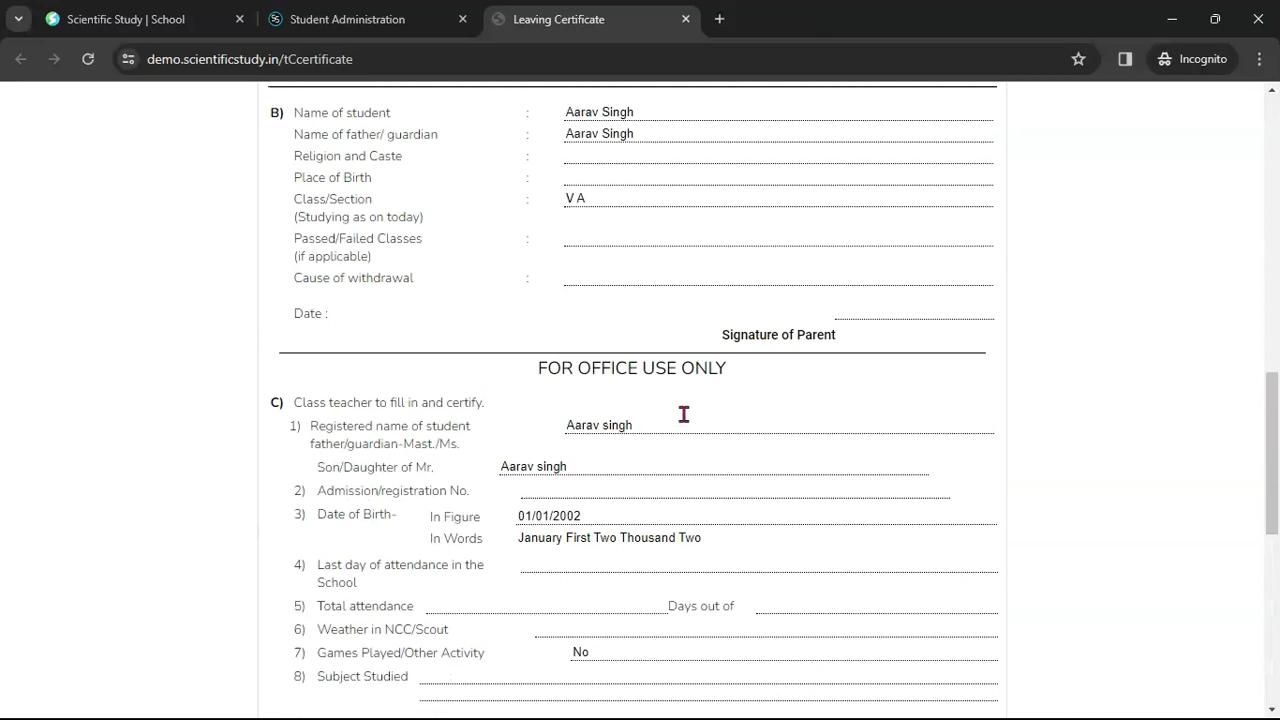 Scientific Study | School
Student Administration
Leaving Certificate
demo.scientificstudy.in/tCcertificate
Incognito
B) Name of student : Aarav Singh
Name of father/ guardian : Aarav Singh
Religion and Caste :
Place of Birth :
Class/Section : V A
(Studying as on today)
Passed/Failed Classes :
(if applicable)
Cause of withdrawal :
Date :
Signature of Parent
FOR OFFICE USE ONLY
C) Class teacher to fill in and certify.
1) Registered name of student Aarav singh
father/guardian-Mast./Ms.
Son/Daughter of Mr. Aarav singh
2) Admission/registration No.
3) Date of Birth- In Figure 01/01/2002
In Words January First Two Thousand Two
4) Last day of attendance in the
School
5) Total attendance Days out of
6) Weather in NCC/Scout
7) Games Played/Other Activity No
8) Subject Studied